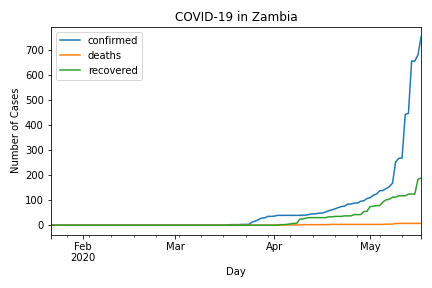 COVID-19 in Zambia
confirmed
deaths
recovered
Number of Cases
700
600
500
400
300
200
100
0
Feb
2020
Mar
Apr
May
Day